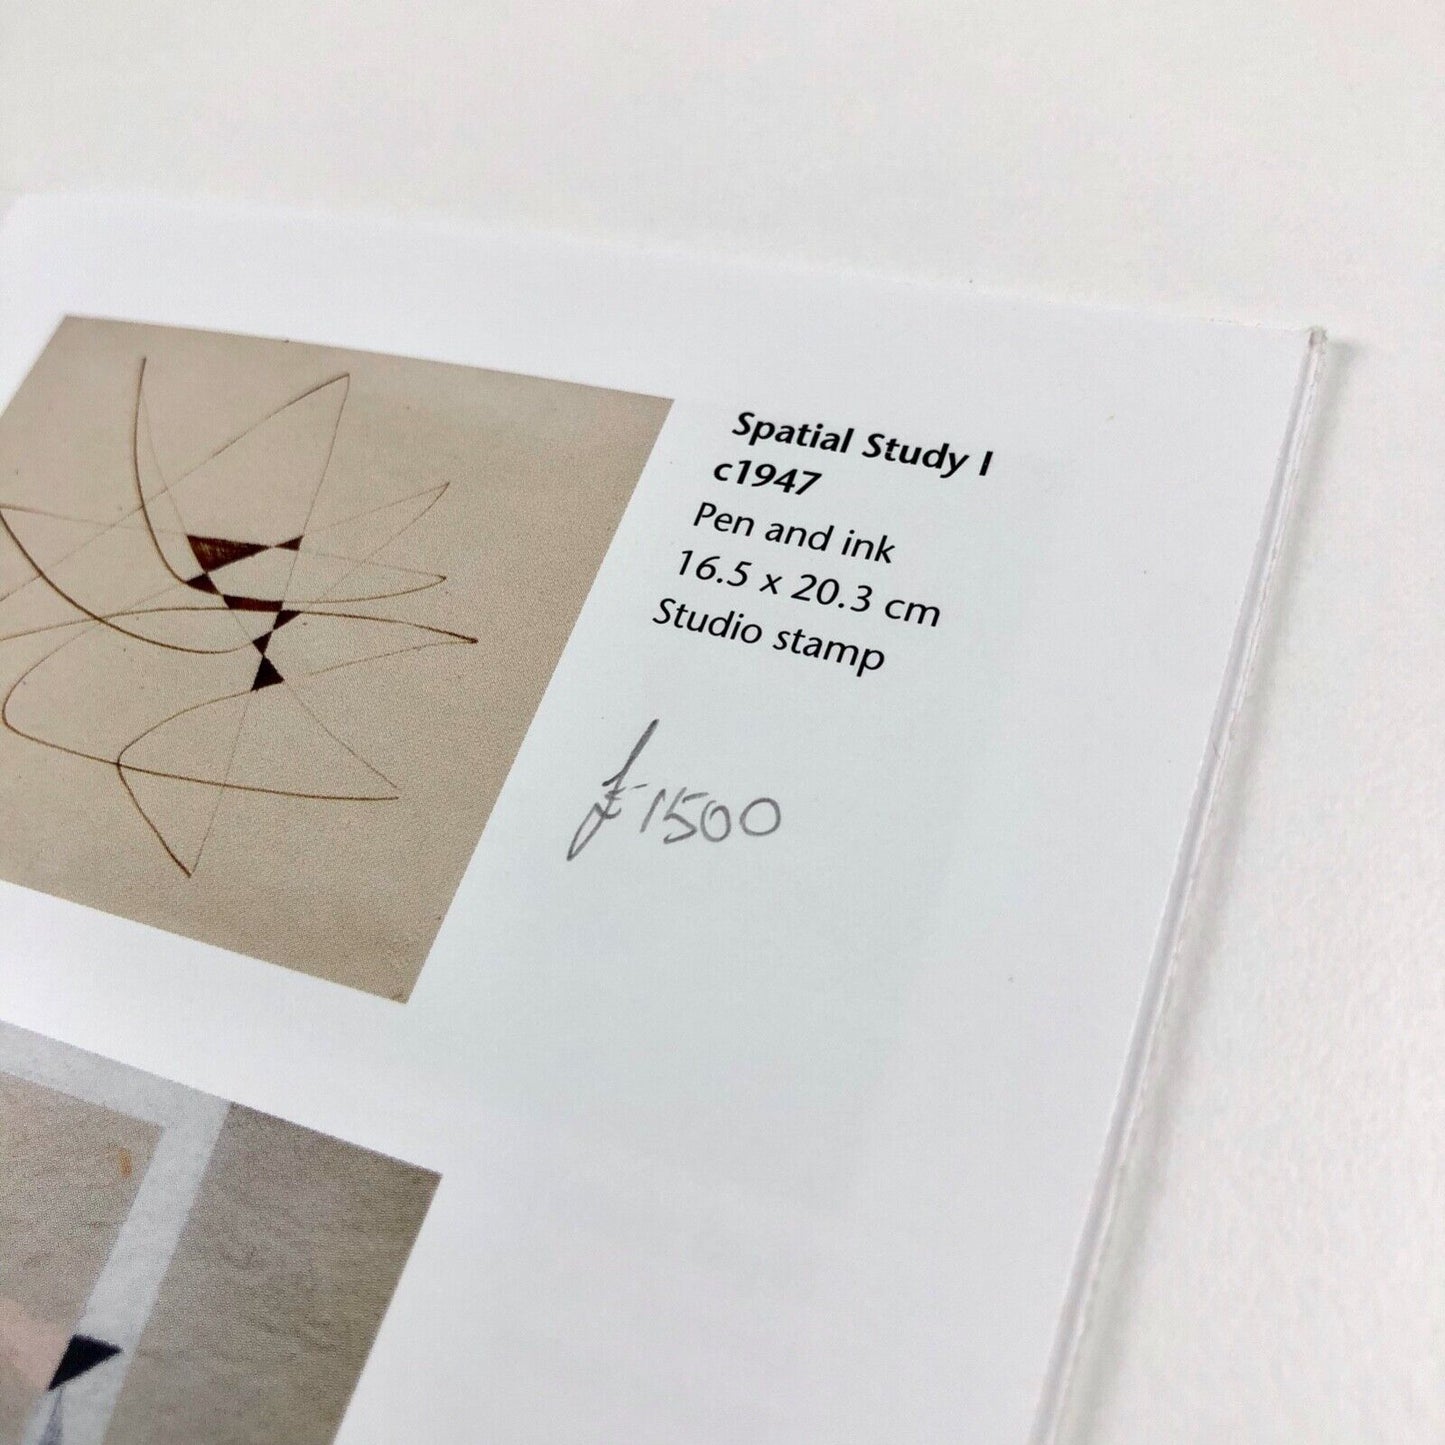 Spatial Study I
c1947
Pen and ink
16.5 x 20.3 cm
Studio stamp
£1500